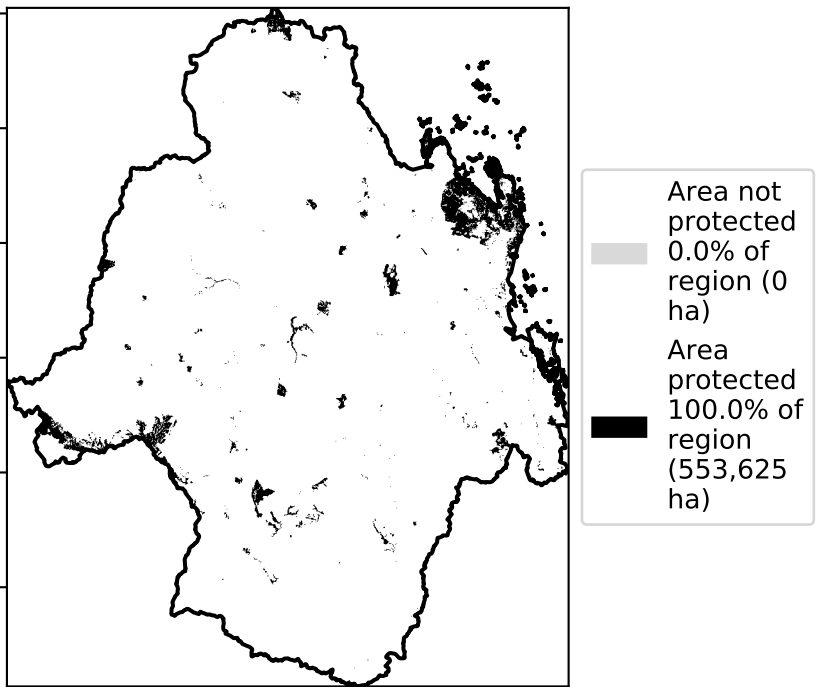 Area not
protected
0.0% of
region (0
ha)
Area
protected
100.0% of
region
(553,625
ha)